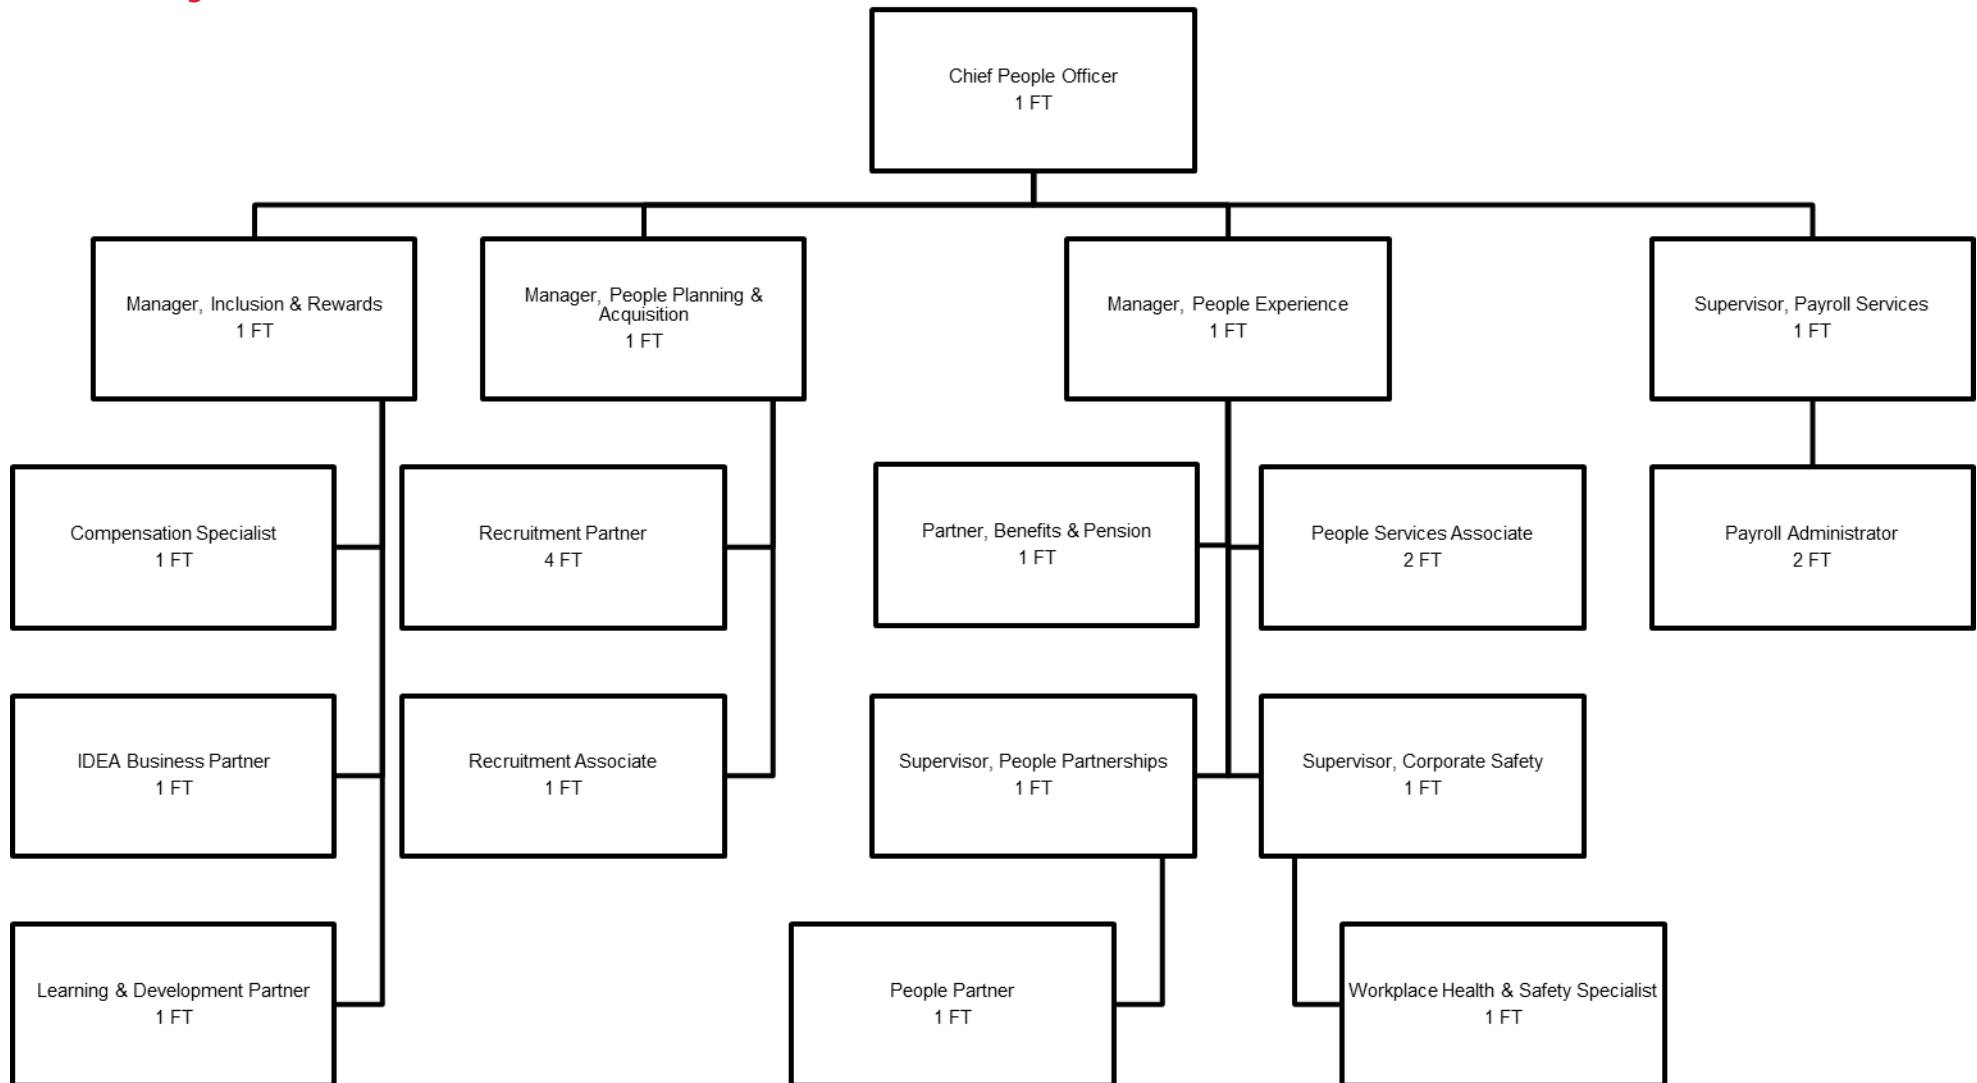 Chief People Officer
1 FT
Manager, Inclusion & Rewards
1 FT
Manager, People Planning &
Acquisition
1 FT
Manager, People Experience
1 FT
Supervisor, Payroll Services
1 FT
Compensation Specialist
1 FT
Recruitment Partner
4 FT
Partner, Benefits & Pension
1 FT
People Services Associate
2 FT
Payroll Administrator
2 FT
IDEA Business Partner
1 FT
Recruitment Associate
1 FT
Supervisor, People Partnerships
1 FT
Supervisor, Corporate Safety
1 FT
Learning & Development Partner
1 FT
People Partner
1 FT
Workplace Health & Safety Specialist
1 FT